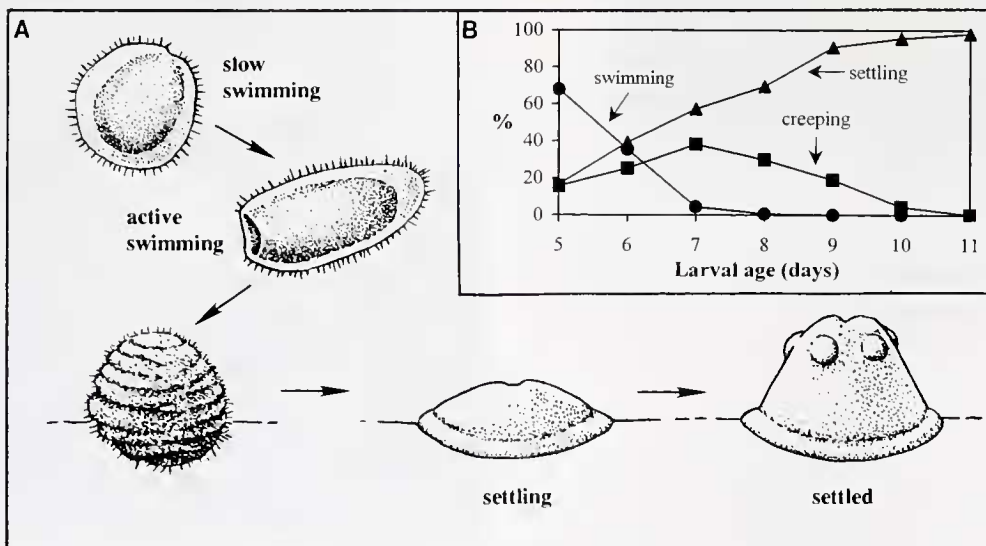 A
slow
swimming
active
swimming
settling
settled
B
100
80
60
40
20
0
%
swimming
settling
creeping
5 6 7 8 9 10 11
Larval age (days)